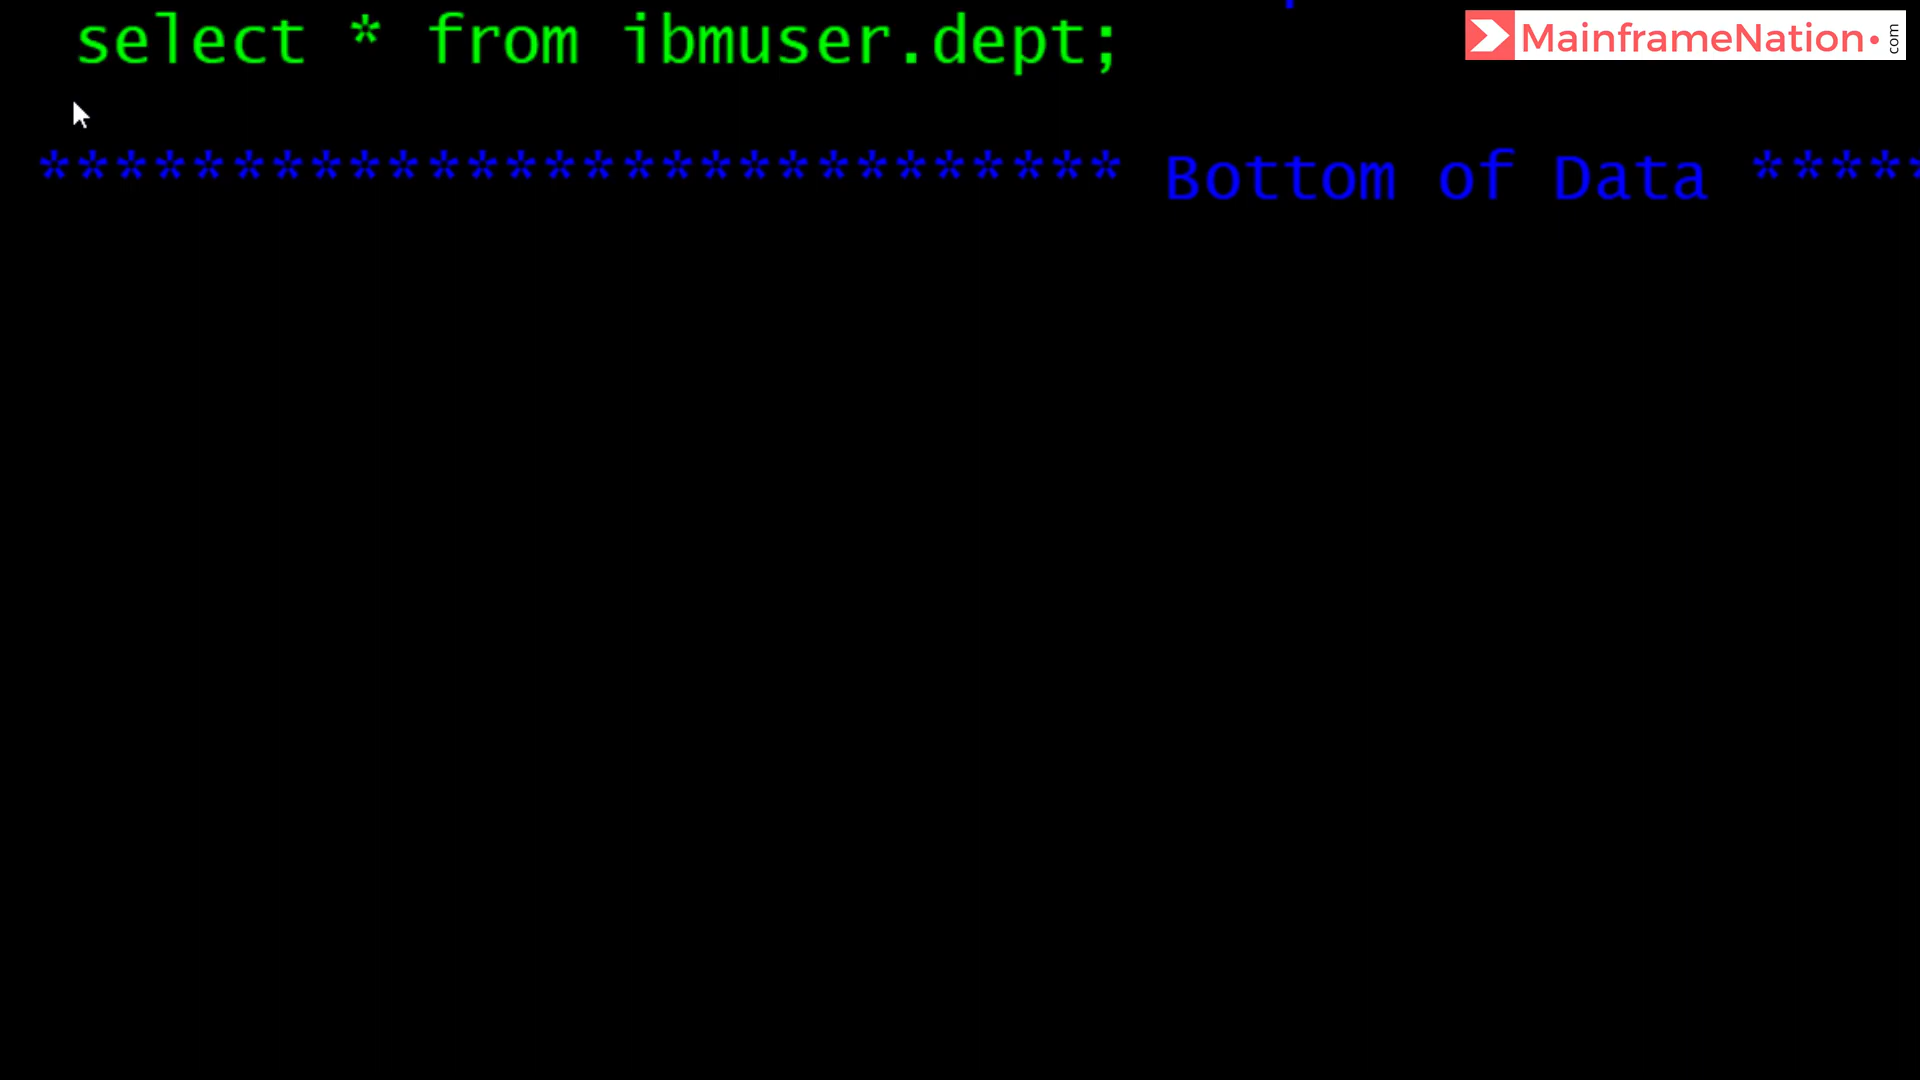 select * from ibmuser.dept;
MainframeNation.com
**************************** Bottom of Data *****